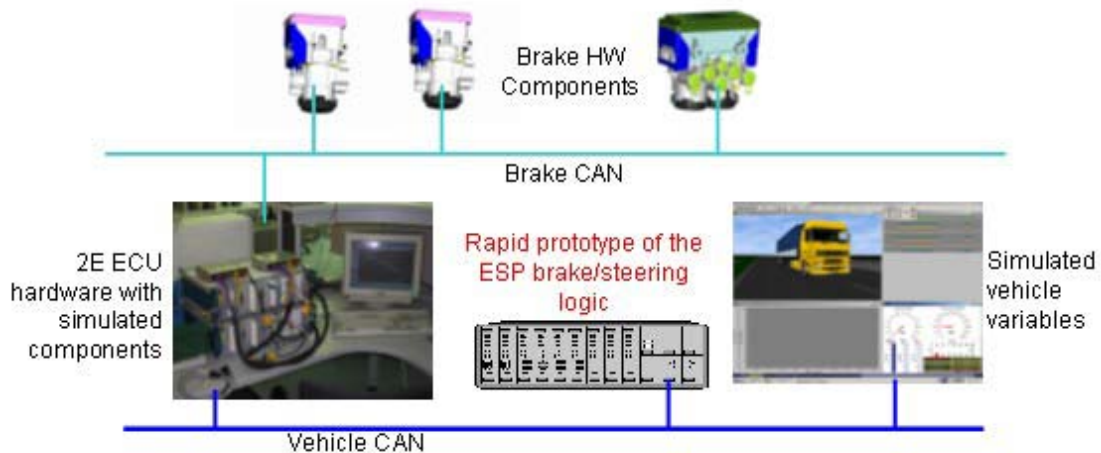 Brake HW
Components
Brake CAN
2E ECU
hardware with
simulated
components
Rapid prototype of the
ESP brake/steering
logic
Simulated
vehicle
variables
Vehicle CAN